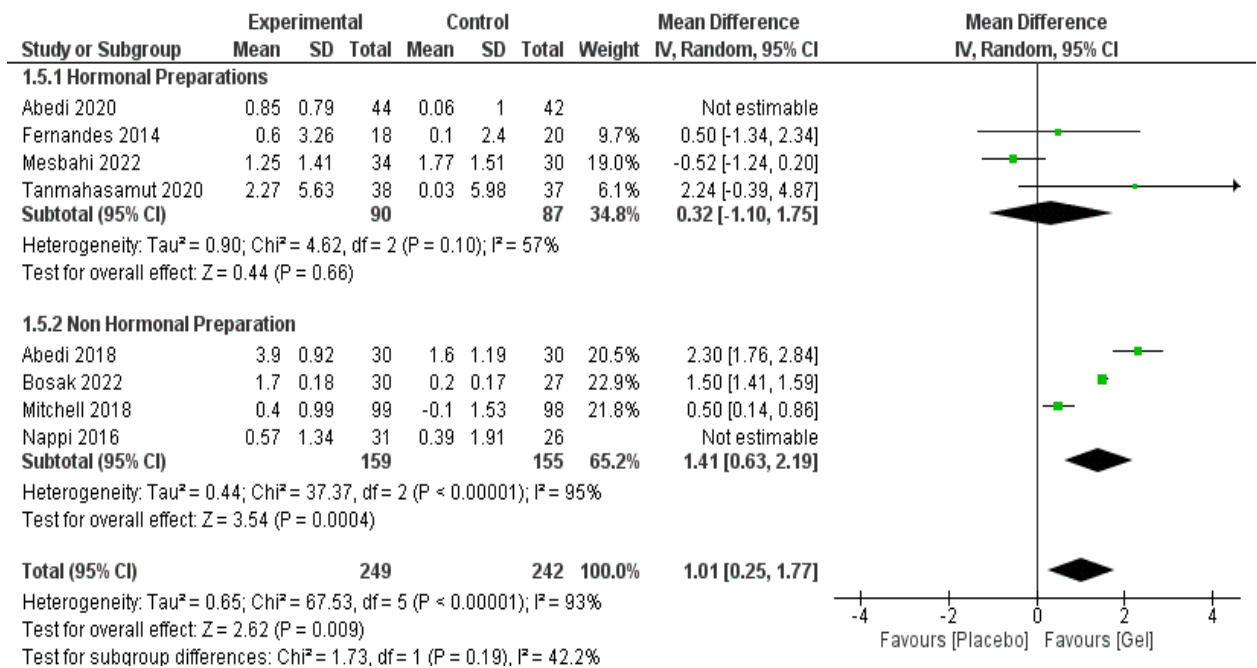 Experimental Control Mean Difference Mean Difference
Study or Subgroup Mean SD Total Mean SD Total Weight IV, Random, 95% CI IV, Random, 95% CI
1.5.1 Hormonal Preparations
Abedi 2020 0.85 0.79 44 0.06 1 42 Not estimable
Fernandes 2014 0.6 3.26 18 0.1 2.4 20 9.7% 0.50 [-1.34, 2.34]
Mesbahi 2022 1.25 1.41 34 1.77 1.51 30 19.0% -0.52 [-1.24, 0.20]
Tanmahasamut 2020 2.27 5.63 38 0.03 5.98 37 6.1% 2.24 [-0.39, 4.87]
Subtotal (95% CI) 90 87 34.8% 0.32 [-1.10, 1.75]
Heterogeneity: Tau² = 0.90; Chi² = 4.62, df = 2 (P = 0.10); I² = 57%
Test for overall effect: Z = 0.44 (P = 0.66)
1.5.2 Non Hormonal Preparation
Abedi 2018 3.9 0.92 30 1.6 1.19 30 20.5% 2.30 [1.76, 2.84]
Bosak 2022 1.7 0.18 30 0.2 0.17 27 22.9% 1.50 [1.41, 1.59]
Mitchell 2018 0.4 0.99 99 -0.1 1.53 98 21.8% 0.50 [0.14, 0.86]
Nappi 2016 0.57 1.34 31 0.39 1.91 26 Not estimable
Subtotal (95% CI) 159 155 65.2% 1.41 [0.63, 2.19]
Heterogeneity: Tau² = 0.44; Chi² = 37.37, df = 2 (P < 0.00001); I² = 95%
Test for overall effect: Z = 3.54 (P = 0.0004)
Total (95% CI) 249 242 100.0% 1.01 [0.25, 1.77]
Heterogeneity: Tau² = 0.65; Chi² = 67.53, df = 5 (P < 0.00001); I² = 93%
Test for overall effect: Z = 2.62 (P = 0.009)
Test for subgroup differences: Chi² = 1.73, df = 1 (P = 0.19), I² = 42.2%
-4 -2 0 2 4
Favours [Placebo] Favours [Gel]